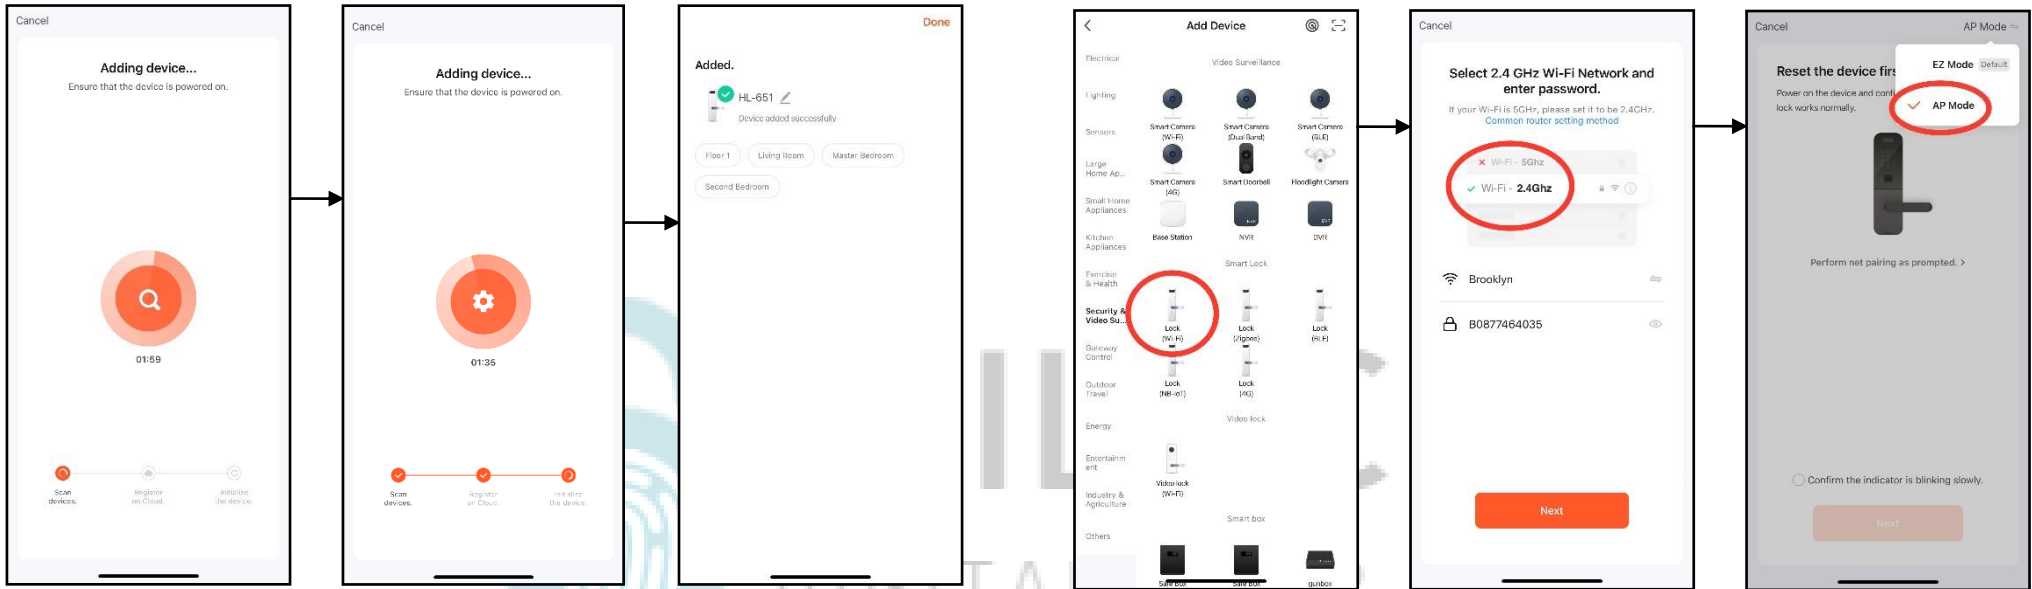 Cancel
Adding device...
Ensure that the device is powered on.
01:59
Scan
devices.
Register
on Cloud.
Initialize
the device.
Cancel
Adding device...
Ensure that the device is powered on.
01:35
Scan
devices.
Register
on Cloud.
Initialize
the device.
Done
Added.
HL-651
Device added successfully
Floor 1
Living Room
Master Bedroom
Second Bedroom
Add Device
Electrical
Lighting
Sensors
Large
Home Ap...
Small Home
Appliances
Kitchen
Appliances
Exercise
& Health
Security &
Video Su...
Gateway
Control
Outdoor
Travel
Energy
Entertainm
ent
Industry &
Agriculture
Others
Video Surveillance
Smart Camera
(Wi-Fi)
Smart Camera
(Dual Band)
Smart Camera
(BLE)
Smart Camera
(4G)
Smart Doorbell
Floodlight Camera
Base Station
NVR
DVR
Smart Lock
Lock
(Wi-Fi)
Lock
(Zigbee)
Lock
(BLE)
Lock
(NB-IoT)
Lock
(4G)
Video lock
Video lock
(Wi-Fi)
Smart box
Safe Box
Safe Box
gunbox
Cancel
Select 2.4 GHz Wi-Fi Network and
enter password.
If your Wi-Fi is 5GHz, please set it to be 2.4GHz.
Common router setting method
Wi-Fi - 5Ghz
Wi-Fi - 2.4Ghz
Brooklyn
B0877464035
Next
Cancel
AP Mode
EZ Mode Default
AP Mode
Reset the device firs
Power on the device and conf
lock works normally.
Perform net pairing as prompted. >
Confirm the indicator is blinking slowly.
Next